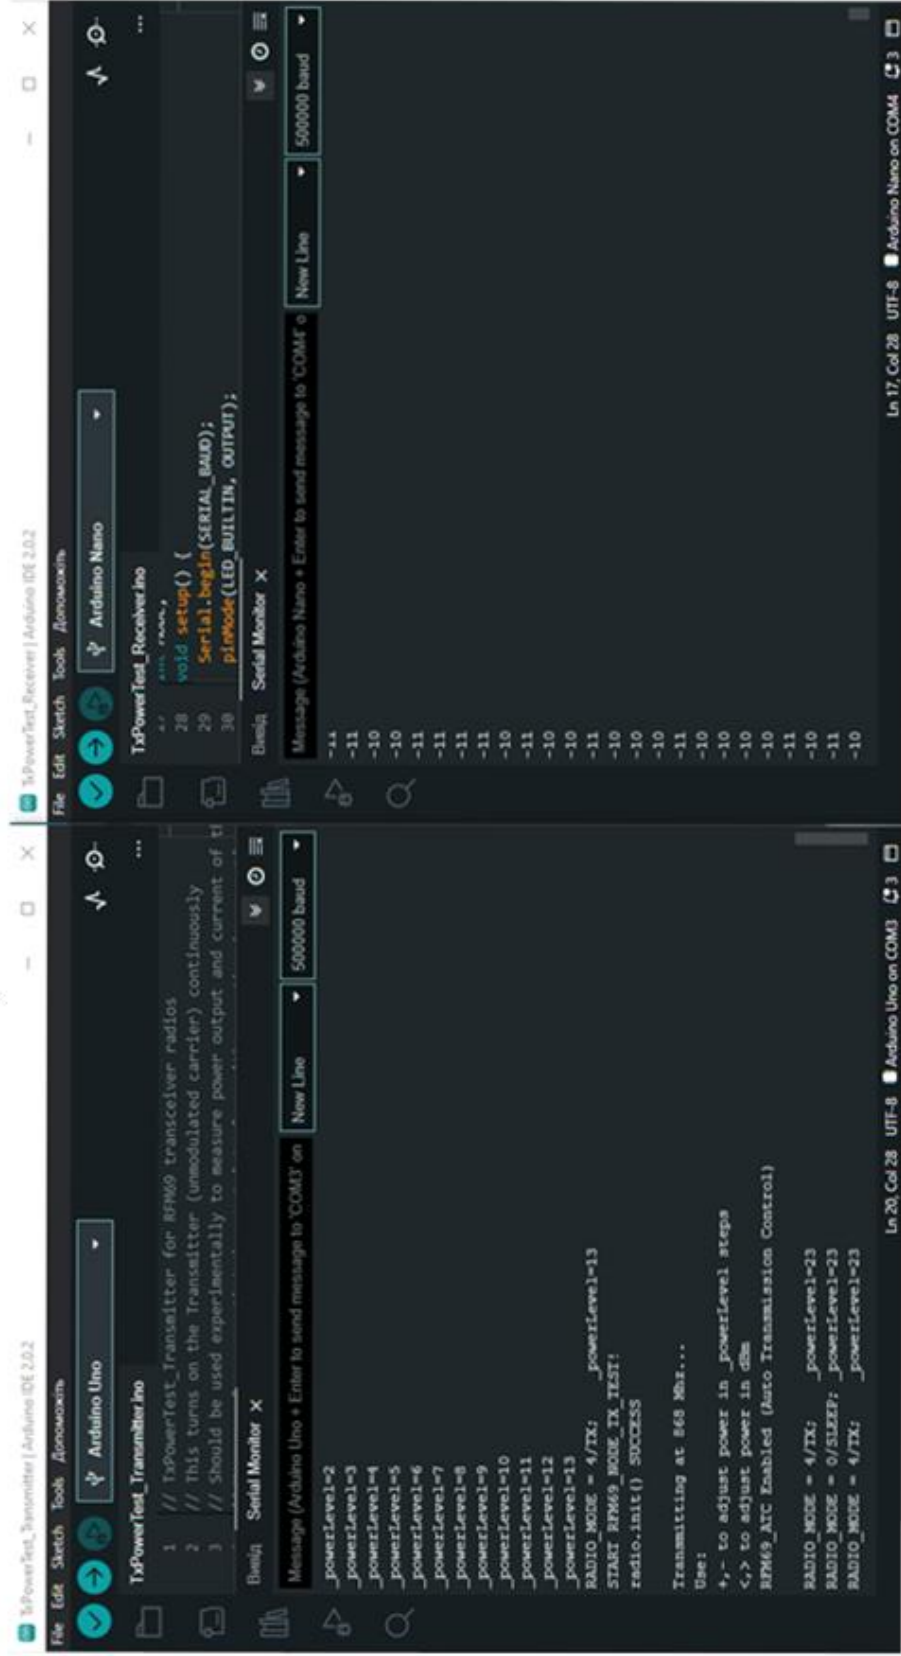 TxPowerTest_Transmitter | Arduino IDE 2.0.2
File Edit Sketch Tools Допоможіть
Arduino Uno
TxPowerTest_Transmitter.ino
1 // TxPowerTest_Transmitter for RFM69 transceiver radios
2 // This turns on the Transmitter (unmodulated carrier) continuously
3 // Should be used experimentally to measure power output and current of t
Вивід Serial Monitor ×
Message (Arduino Uno + Enter to send message to 'COM3' on
New Line
500000 baud
_powerLevel=2
_powerLevel=3
_powerLevel=4
_powerLevel=5
_powerLevel=6
_powerLevel=7
_powerLevel=8
_powerLevel=9
_powerLevel=10
_powerLevel=11
_powerLevel=12
_powerLevel=13
RADIO_MODE = 4/TX; _powerLevel=13
START RFM69_NODE_TX_TEST!
radio.init() SUCCESS
Transmitting at 868 Mhz...
Use:
+,- to adjust power in _powerLevel steps
<,> to adjust power in dBm
RFM69_ATC Enabled (Auto Transmission Control)
RADIO_MODE = 4/TX; _powerLevel=23
RADIO_MODE = 0/SLEEP; _powerLevel=23
RADIO_MODE = 4/TX; _powerLevel=23
Ln 20, Col 28 UTF-8 Arduino Uno on COM3 3
TxPowerTest_Receiver | Arduino IDE 2.0.2
File Edit Sketch Tools Допоможіть
Arduino Nano
TxPowerTest_Receiver.ino
28 void setup() {
29 Serial.begin(SERIAL_BAUD);
30 pinMode(LED_BUILTIN, OUTPUT);
Вивід Serial Monitor ×
Message (Arduino Nano + Enter to send message to 'COM4' o
New Line
500000 baud
-11
-11
-10
-10
-11
-11
-11
-11
-10
-11
-11
-10
-10
-10
-10
-11
-10
-10
-10
-10
-11
-10
-11
-10
Ln 17, Col 28 UTF-8 Arduino Nano on COM4 3